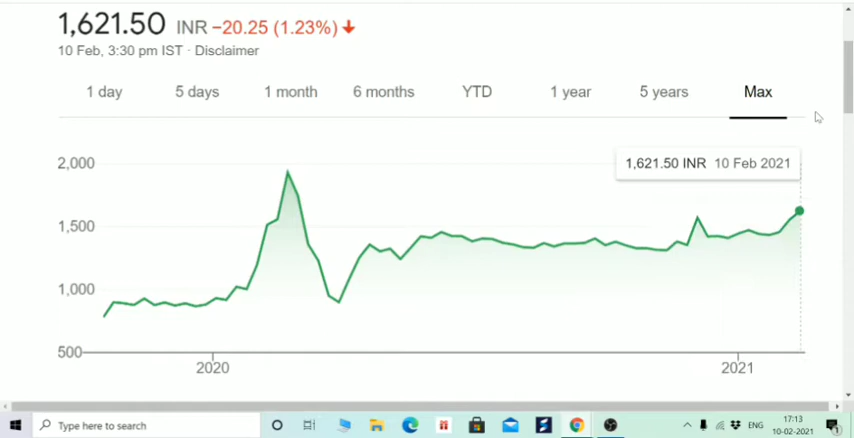 1,621.50 INR −20.25 (1.23%)
10 Feb, 3:30 pm IST · Disclaimer
1 day 5 days 1 month 6 months YTD 1 year 5 years Max
1,621.50 INR 10 Feb 2021
2,000
1,500
1,000
500
2020 2021
Type here to search
ENG
17:13
10-02-2021
1